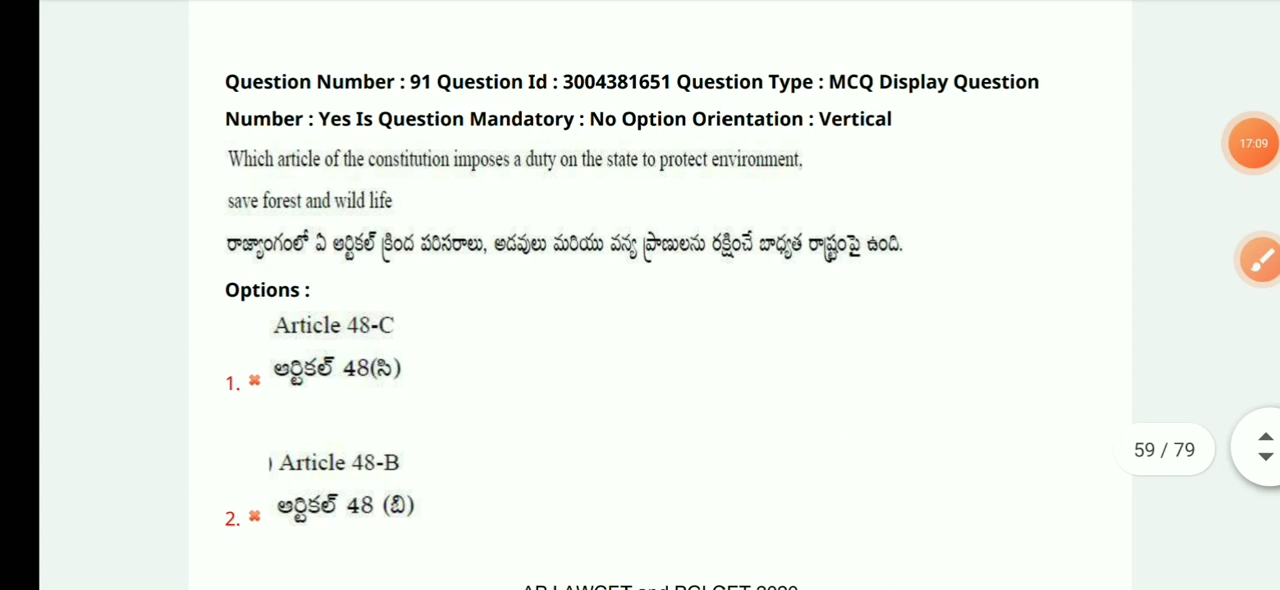 Question Number : 91 Question Id : 3004381651 Question Type : MCQ Display Question
Number : Yes Is Question Mandatory : No Option Orientation : Vertical
Which article of the constitution imposes a duty on the state to protect environment,
save forest and wild life
రాజ్యాంగంలో ఏ ఆర్టికల్ క్రింద పరిసరాలు, అడవులు మరియు వన్య ప్రాణులను రక్షించే బాధ్యత రాష్ట్రంపై ఉంది.
Options :
Article 48-C
ఆర్టికల్ 48(సి)
1.
) Article 48-B
ఆర్టికల్ 48 (బి)
2.
17:09
59 / 79